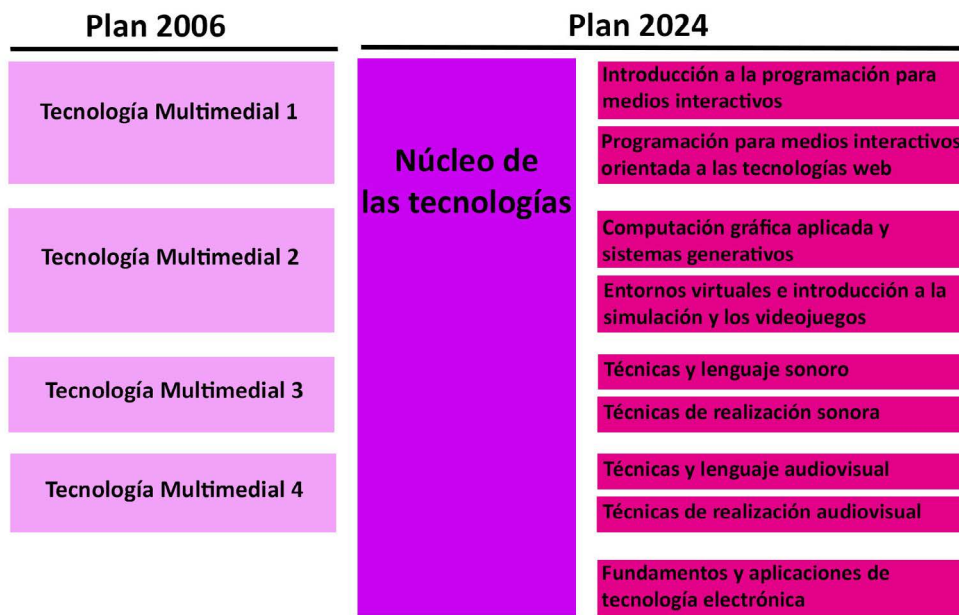 Plan 2006
Plan 2024
Tecnología Multimedial 1
Tecnología Multimedial 2
Tecnología Multimedial 3
Tecnología Multimedial 4
Núcleo de
las tecnologías
Introducción a la programación para
medios interactivos
Programación para medios interactivos
orientada a las tecnologías web
Computación gráfica aplicada y
sistemas generativos
Entornos virtuales e introducción a la
simulación y los videojuegos
Técnicas y lenguaje sonoro
Técnicas de realización sonora
Técnicas y lenguaje audiovisual
Técnicas de realización audiovisual
Fundamentos y aplicaciones de
tecnología electrónica